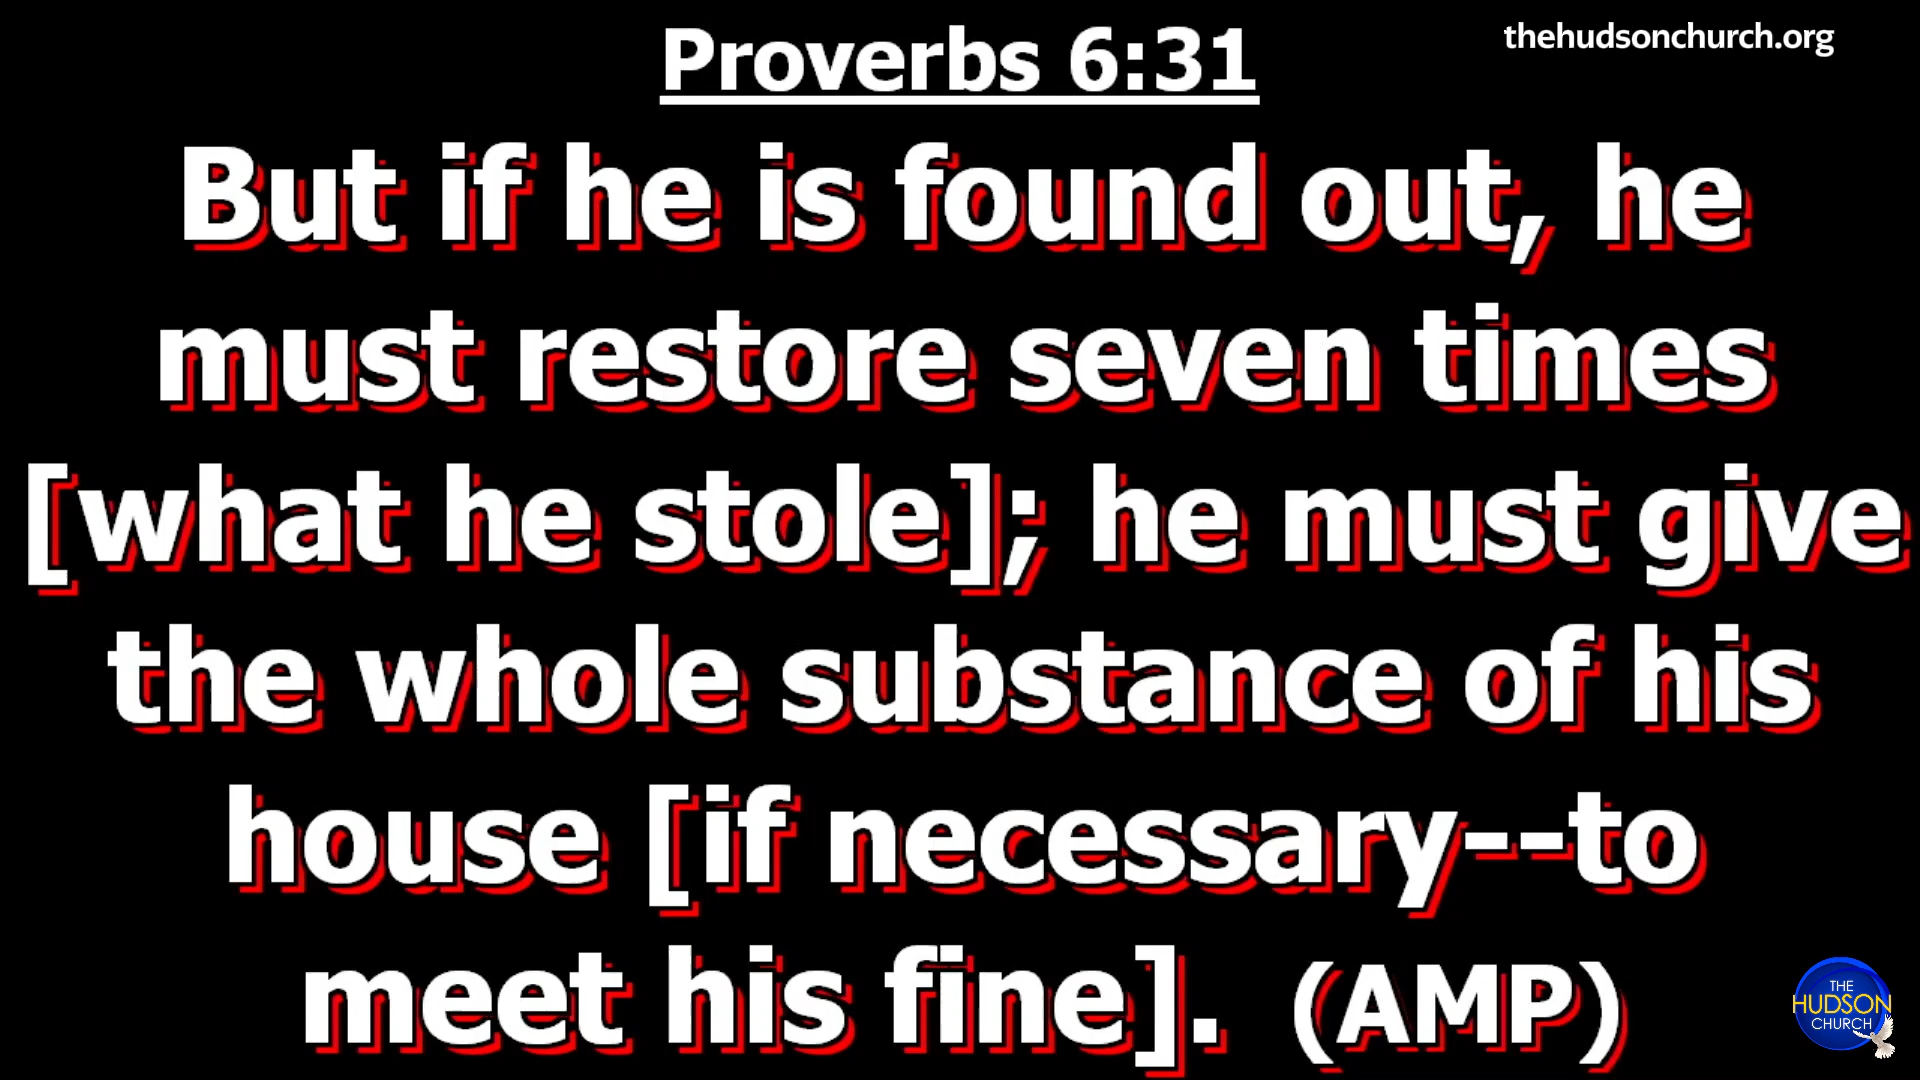 Proverbs 6:31
thehudsonchurch.org
But if he is found out, he
must restore seven times
[what he stole]; he must give
the whole substance of his
house [if necessary--to
meet his fine]. (AMP)
THE
HUDSON
CHURCH